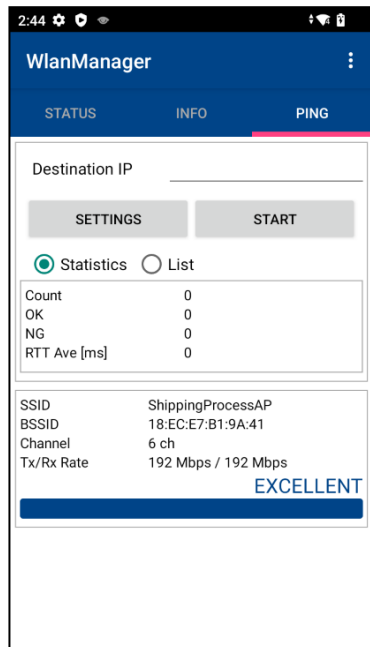 2:44
WlanManager
STATUS INFO PING
Destination IP
SETTINGS START
Statistics List
Count 0
OK 0
NG 0
RTT Ave [ms] 0
SSID ShippingProcessAP
BSSID 18:EC:E7:B1:9A:41
Channel 6 ch
Tx/Rx Rate 192 Mbps / 192 Mbps
EXCELLENT